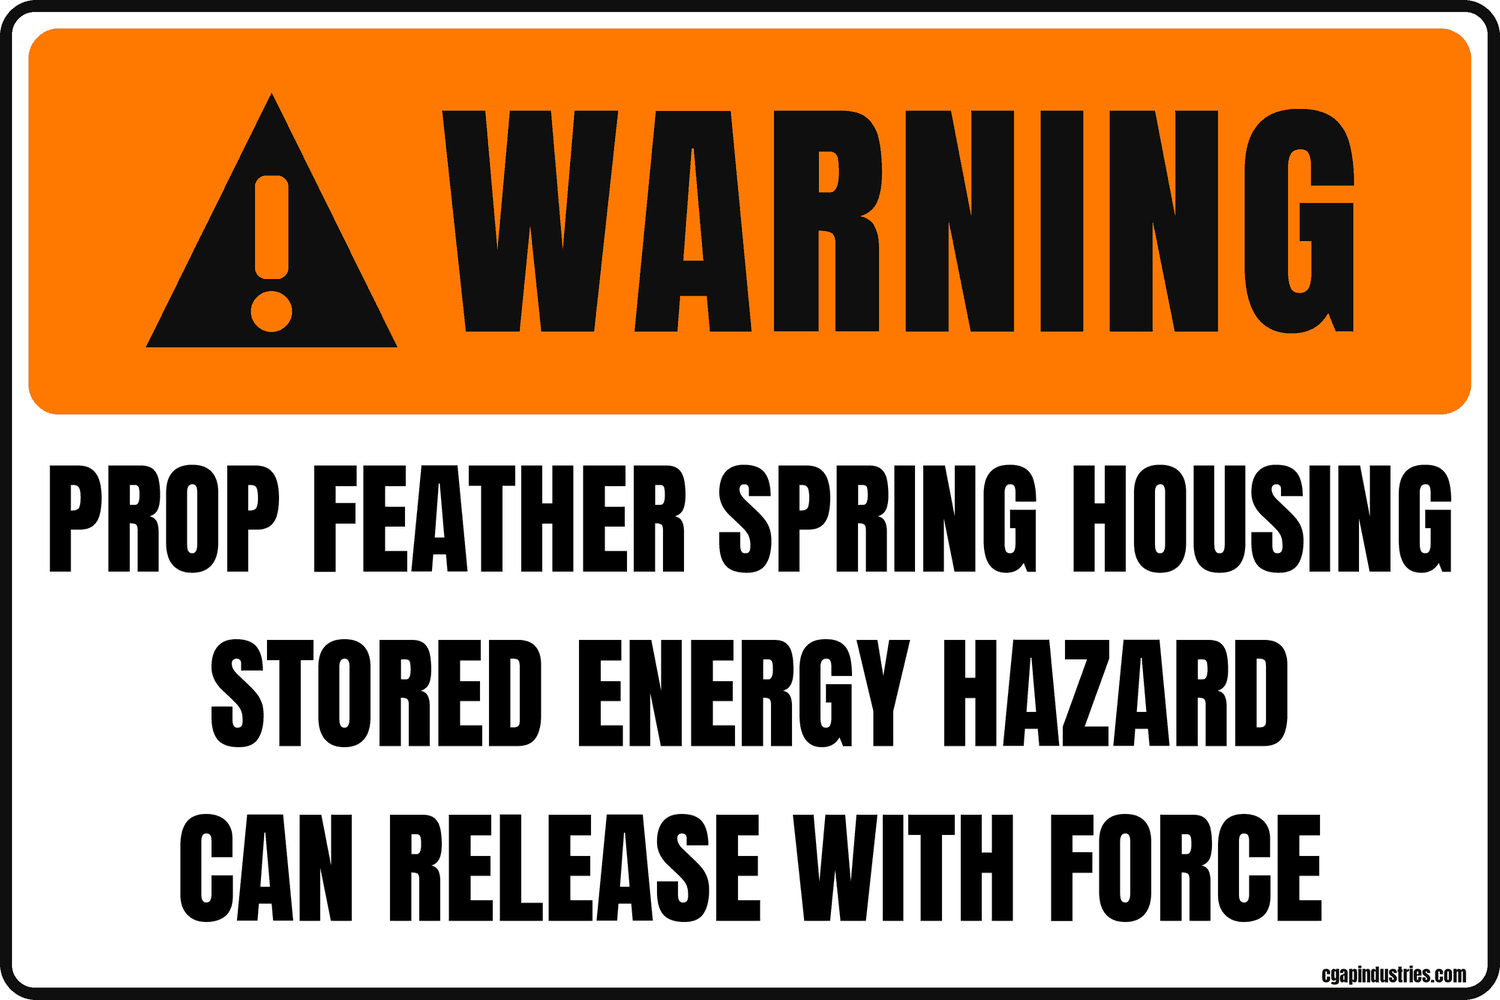 WARNING
PROP FEATHER SPRING HOUSING
STORED ENERGY HAZARD
CAN RELEASE WITH FORCE
cgapindustries.com